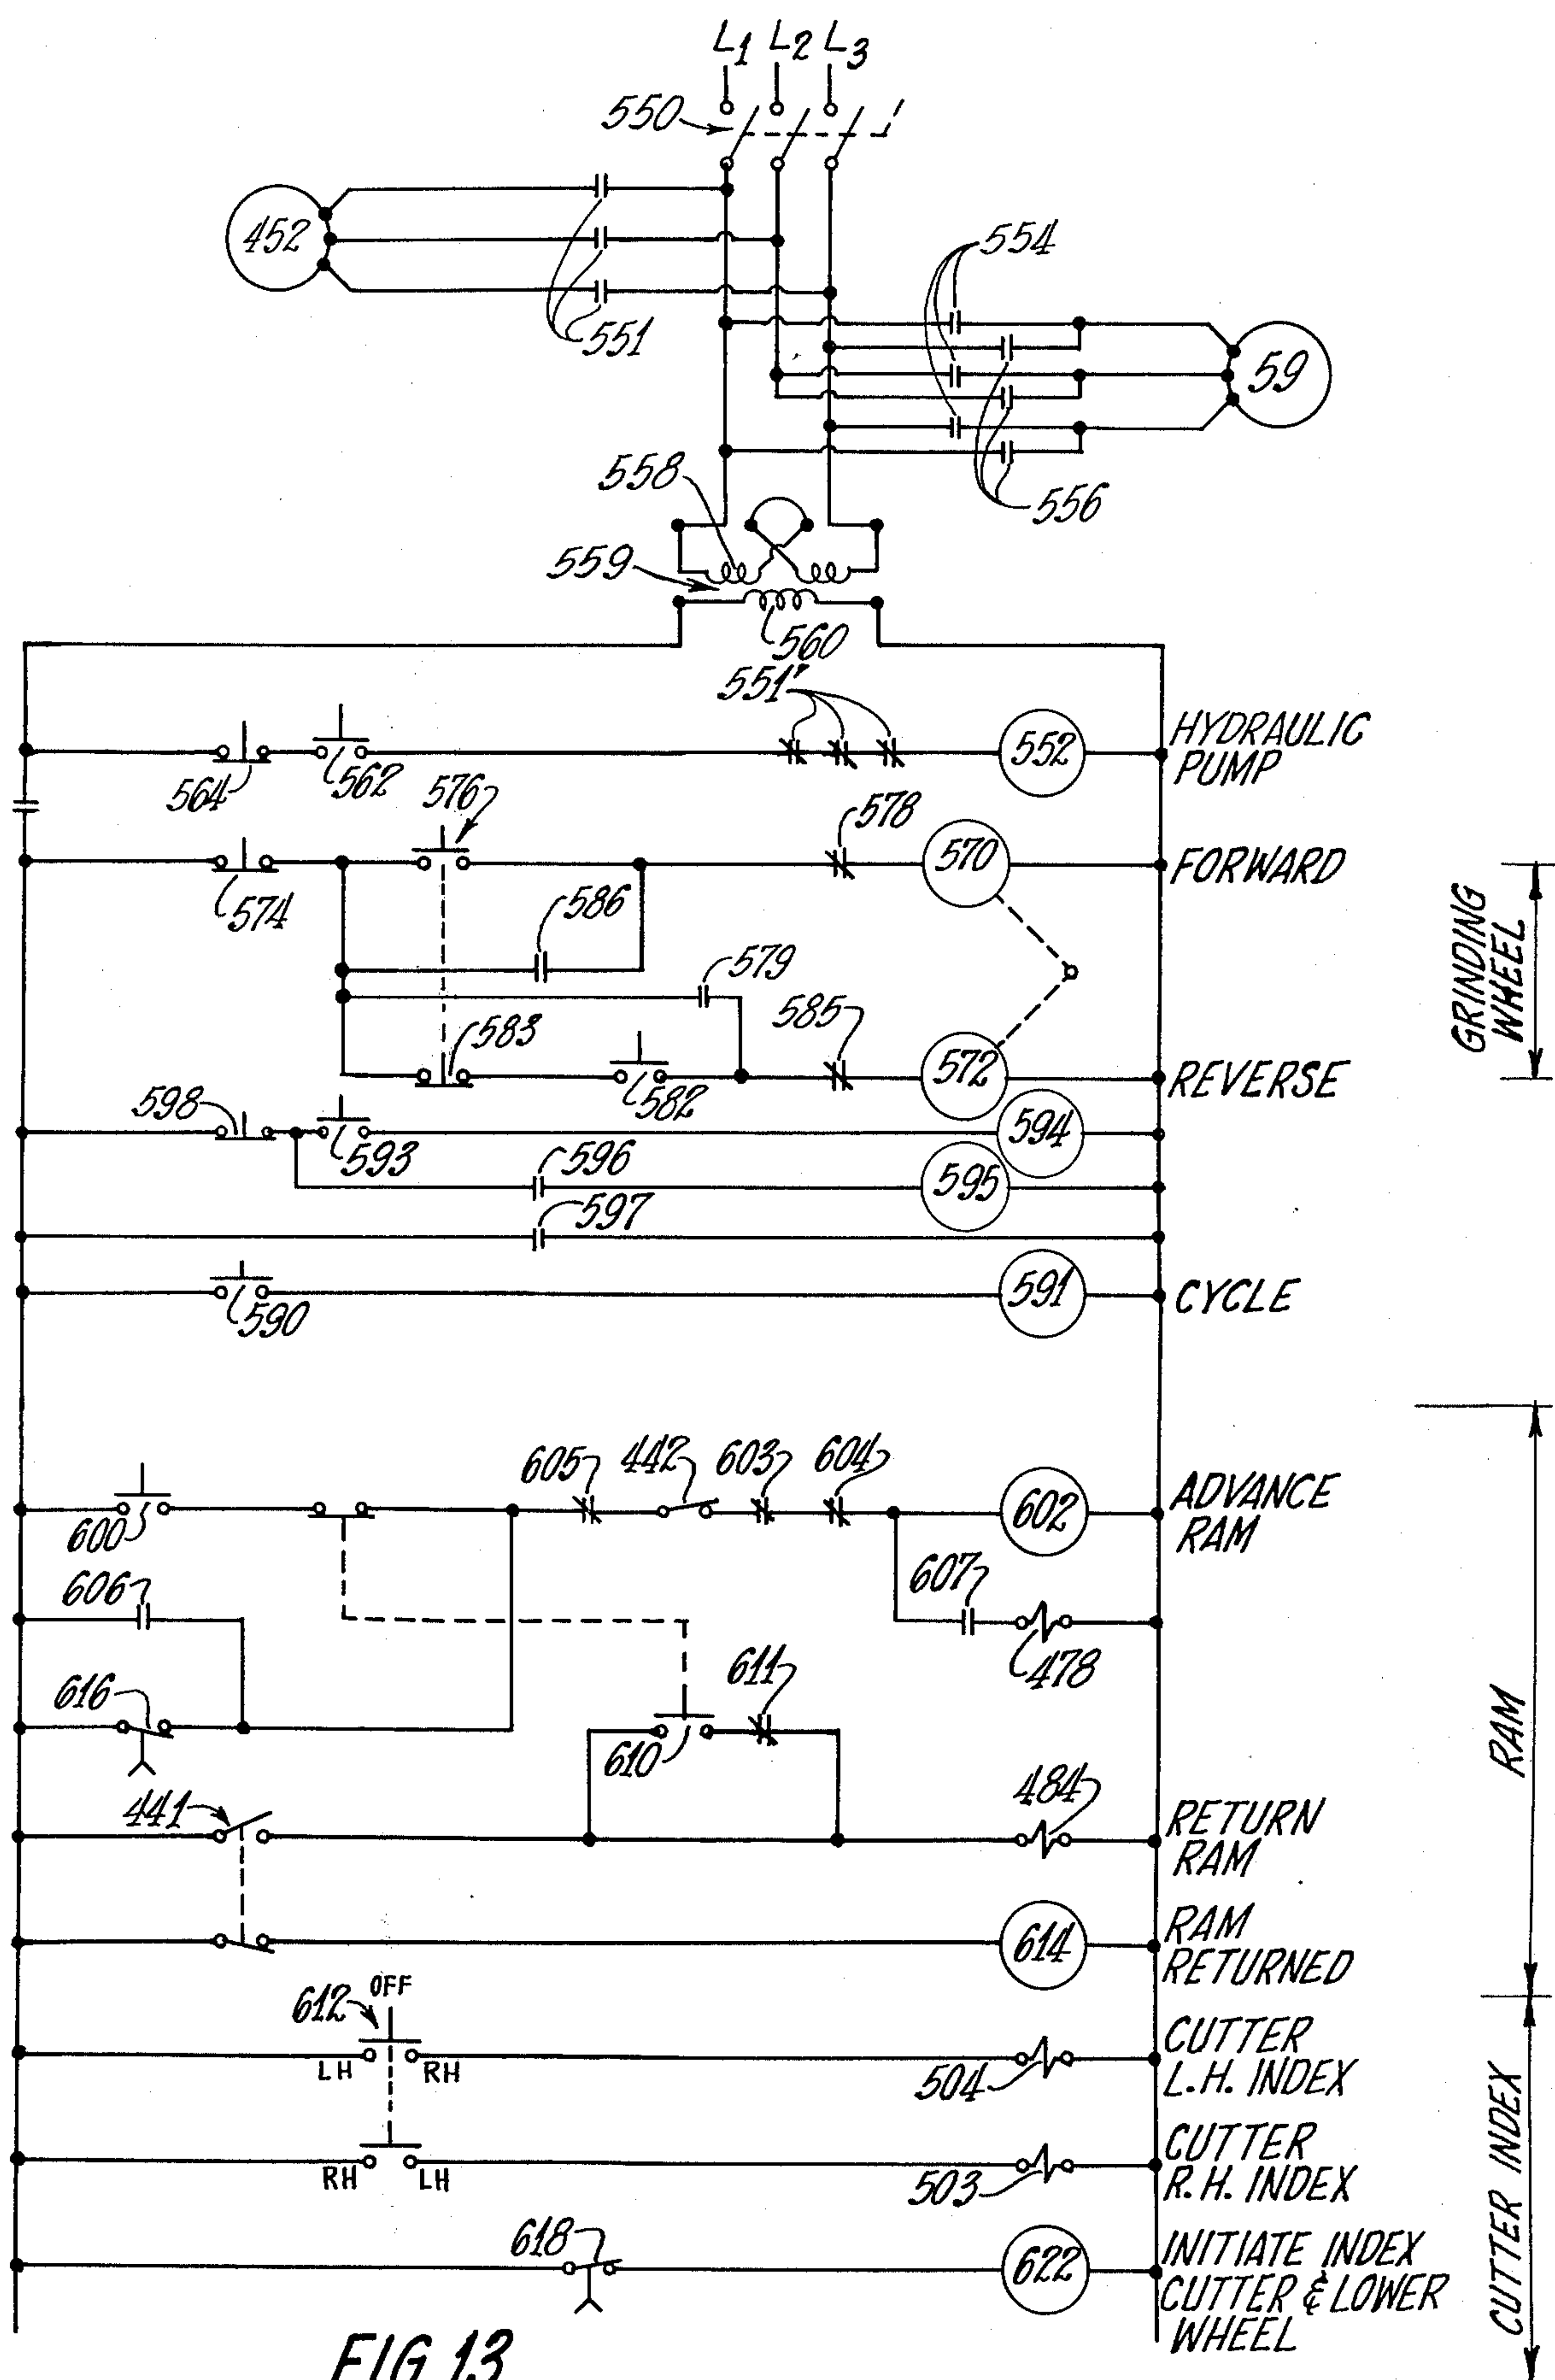 L1 L2 L3
550
452
554
551
59
558
556
559
560
551'
552
HYDRAULIC
PUMP
564
562
576
578
570
FORWARD
574
586
579
583
585
572
REVERSE
582
GRINDING
WHEEL
598
593
594
596
595
597
590
591
CYCLE
605
442
603
604
600
602
ADVANCE
RAM
606
607
478
616
611
610
RAM
441
484
RETURN
RAM
614
RAM
RETURNED
612
OFF
LH
RH
504
CUTTER
L.H. INDEX
RH
LH
503
CUTTER
R.H. INDEX
618
622
INITIATE INDEX
CUTTER & LOWER
WHEEL
CUTTER INDEX
FIG 13